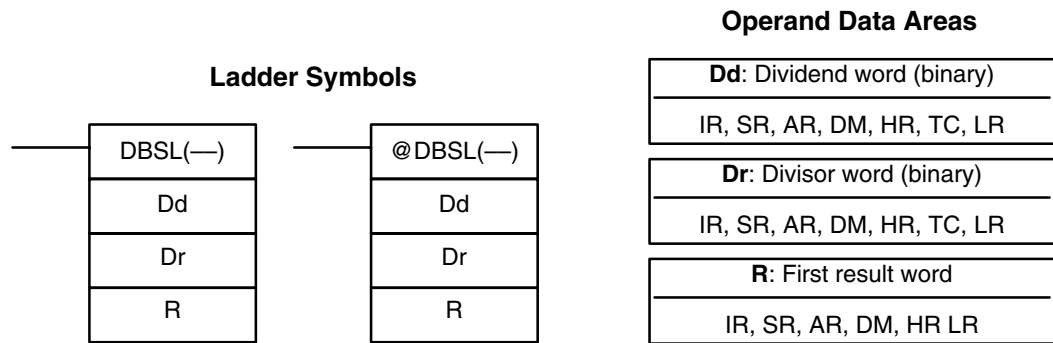 Ladder Symbols
DBSL(—)
Dd
Dr
R
@DBSL(—)
Dd
Dr
R
Operand Data Areas
Dd: Dividend word (binary)
IR, SR, AR, DM, HR, TC, LR
Dr: Divisor word (binary)
IR, SR, AR, DM, HR, TC, LR
R: First result word
IR, SR, AR, DM, HR LR